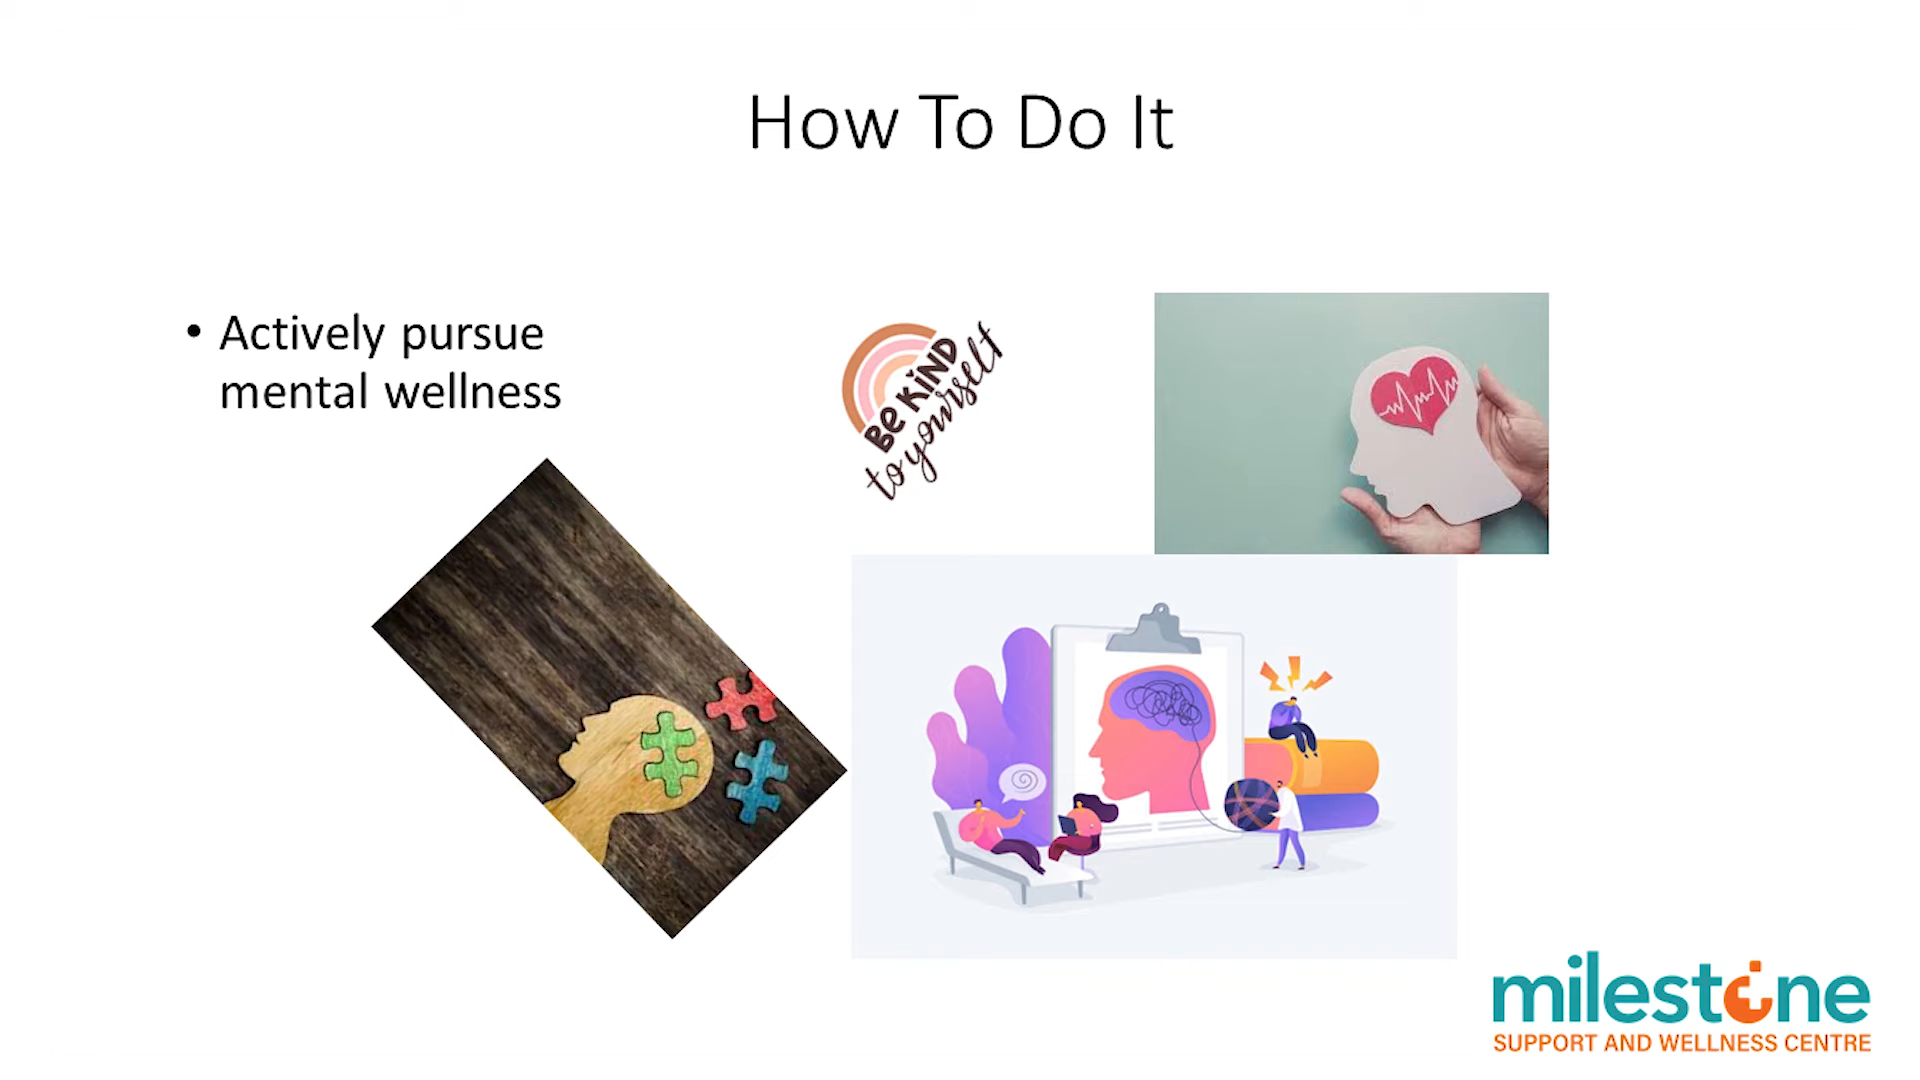 How To Do It
• Actively pursue
mental wellness
BE KIND
to yourself
milestone
SUPPORT AND WELLNESS CENTRE